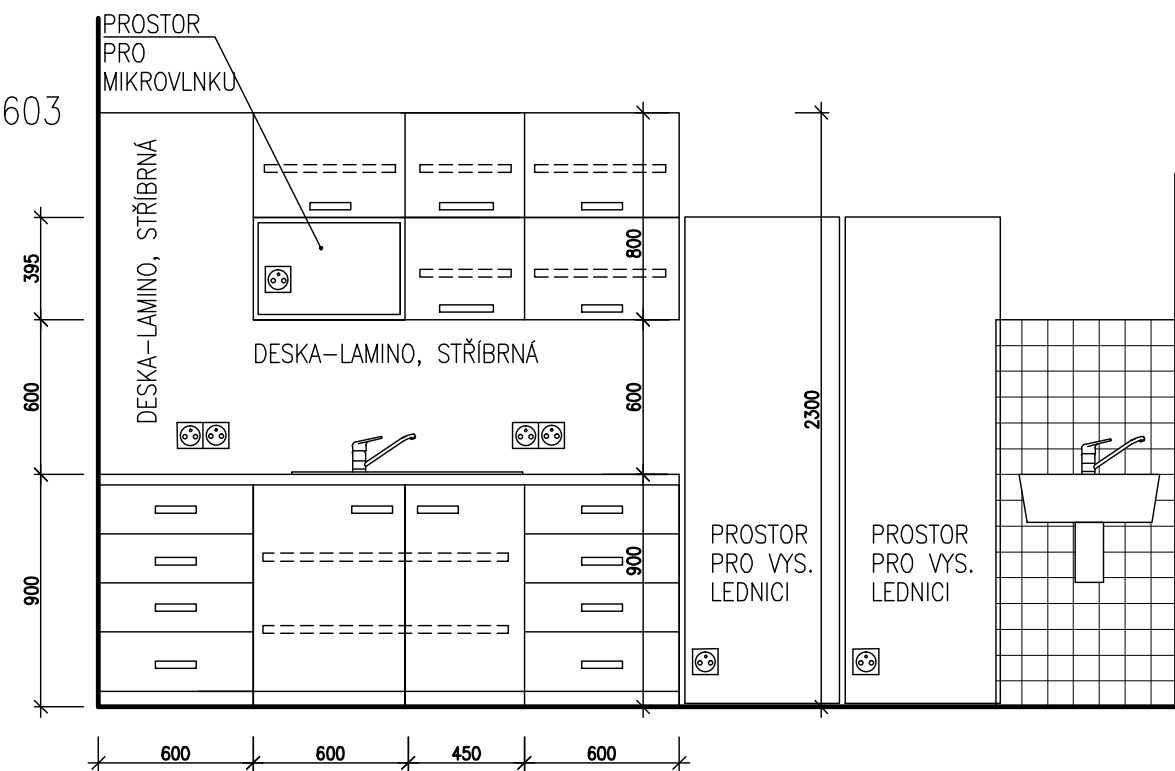 PROSTOR
PRO
MIKROVLNKU
603
DESKA-LAMINO, STŘÍBRNÁ
395
800
DESKA-LAMINO, STŘÍBRNÁ
600
600
2300
900
900
PROSTOR
PRO VYS.
LEDNICI
PROSTOR
PRO VYS.
LEDNICI
600
600
450
600